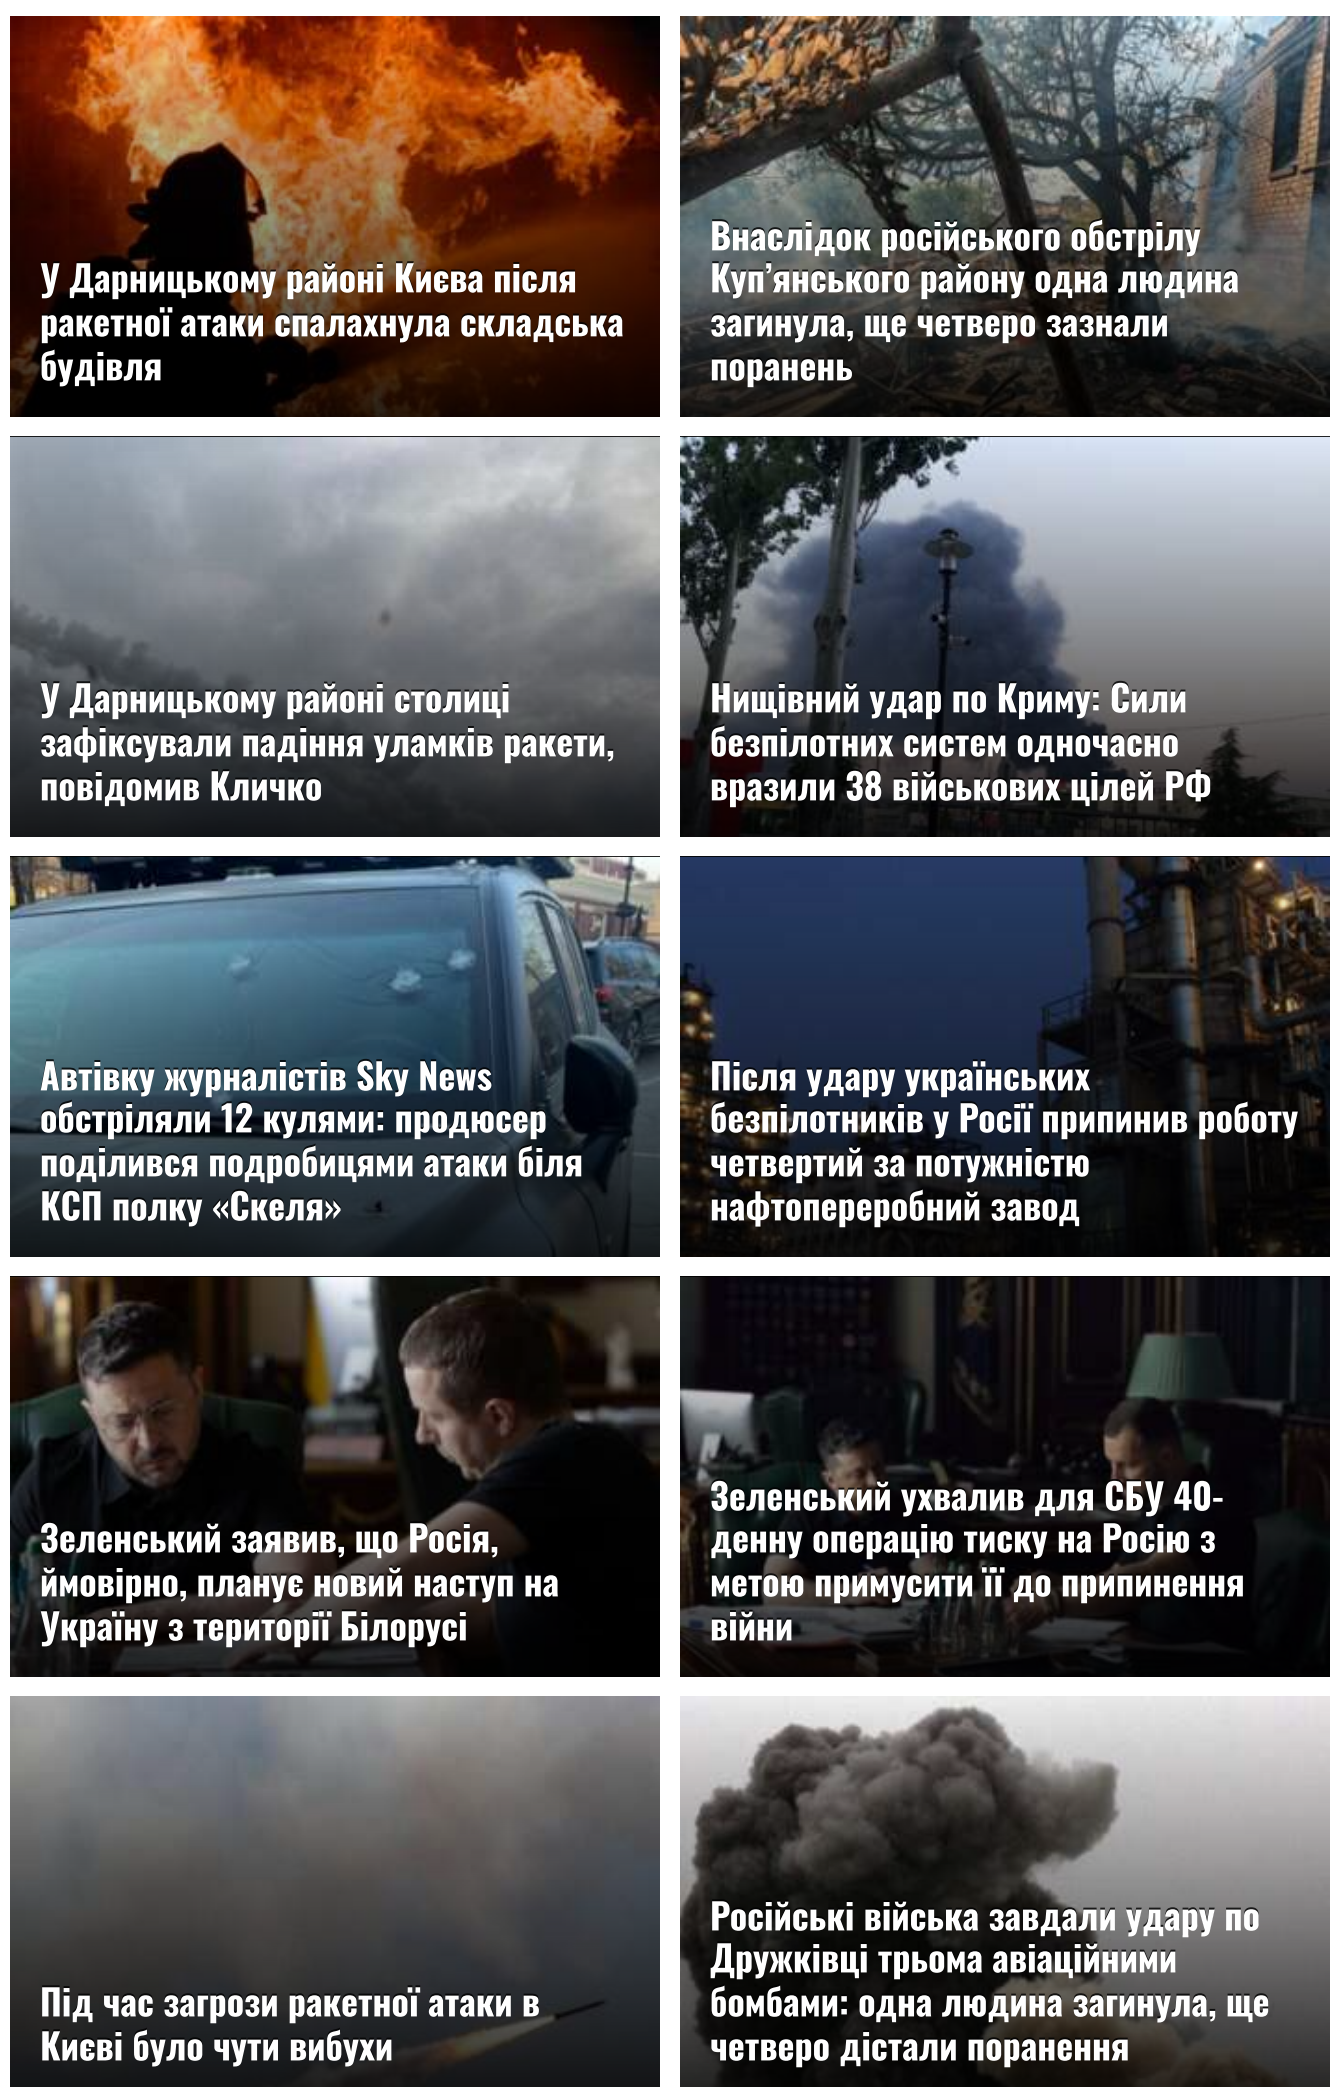 У Дарницькому районі Києва після
ракетної атаки спалахнула складська
будівля
Внаслідок російського обстрілу
Куп’янського району одна людина
загинула, ще четверо зазнали
поранень
У Дарницькому районі столиці
зафіксували падіння уламків ракети,
повідомив Кличко
Нищівний удар по Криму: Сили
безпілотних систем одночасно
вразили 38 військових цілей РФ
Автівку журналістів Sky News
обстріляли 12 кулями: продюсер
поділився подробицями атаки біля
КСП полку «Скеля»
Після удару українських
безпілотників у Росії припинив роботу
четвертий за потужністю
нафтопереробний завод
Зеленський заявив, що Росія,
ймовірно, планує новий наступ на
Україну з території Білорусі
Зеленський ухвалив для СБУ 40-
денну операцію тиску на Росію з
метою примусити її до припинення
війни
Під час загрози ракетної атаки в
Києві було чути вибухи
Російські війська завдали удару по
Дружківці трьома авіаційними
бомбами: одна людина загинула, ще
четверо дістали поранення